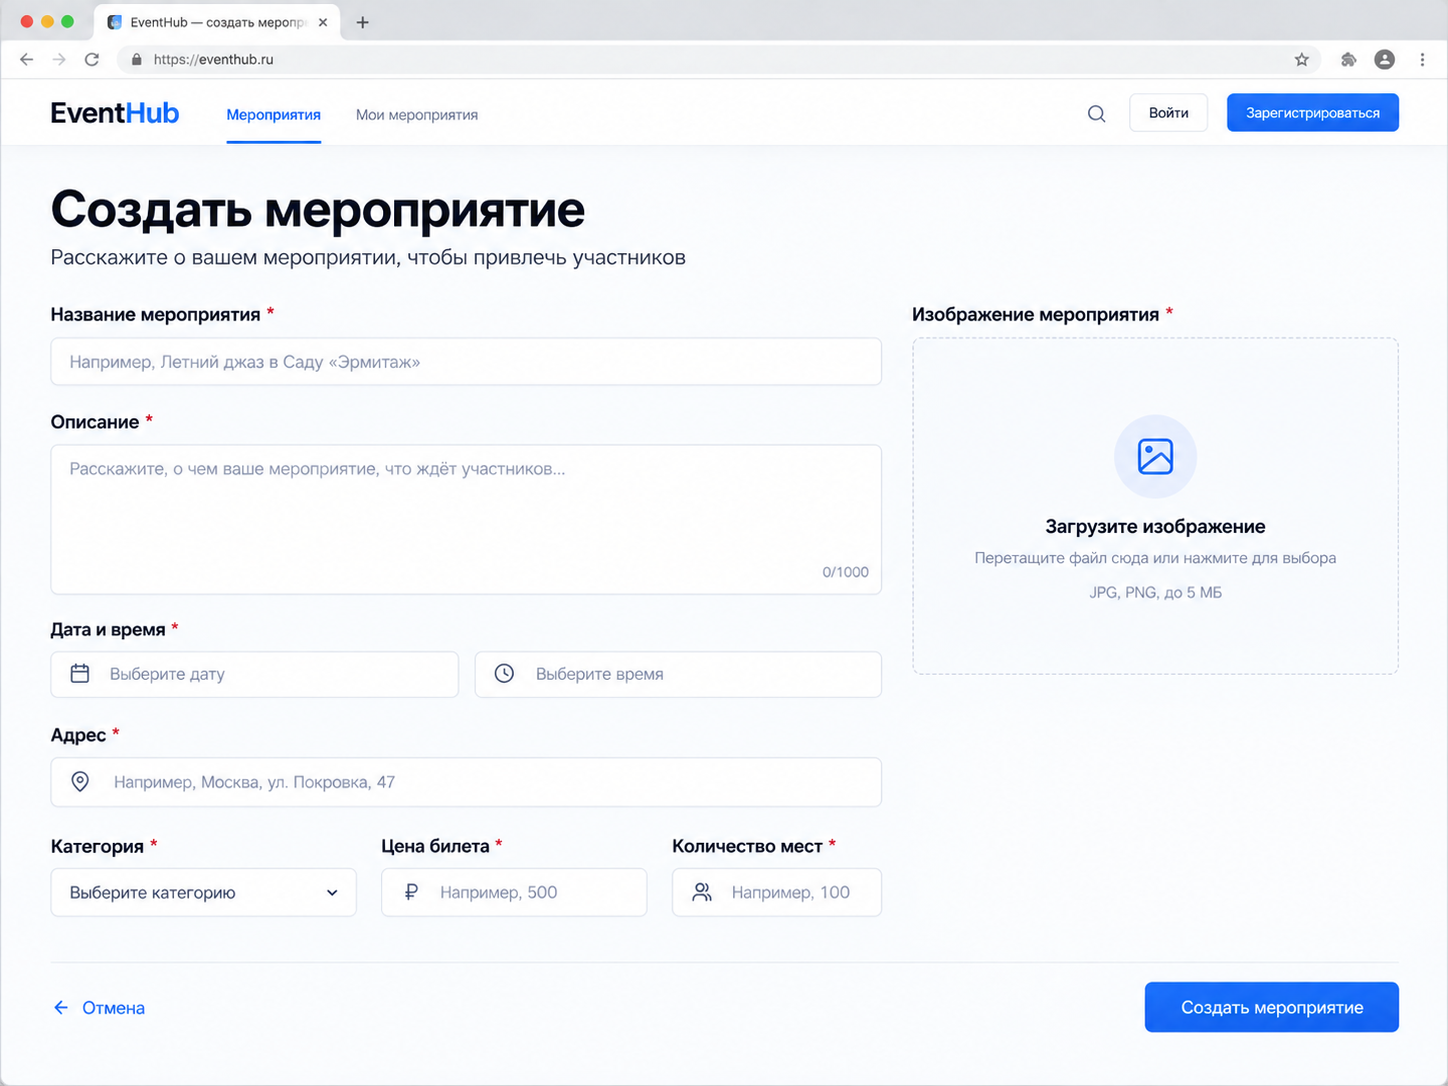 EventHub — создать меропр
https://eventhub.ru
EventHub
Мероприятия
Мои мероприятия
Войти
Зарегистрироваться
Создать мероприятие
Расскажите о вашем мероприятии, чтобы привлечь участников
Название мероприятия *
Например, Летний джаз в Саду «Эрмитаж»
Описание *
Расскажите, о чем ваше мероприятие, что ждёт участников...
0/1000
Дата и время *
Выберите дату
Выберите время
Адрес *
Например, Москва, ул. Покровка, 47
Категория *
Выберите категорию
Цена билета *
₽ Например, 500
Количество мест *
Например, 100
Изображение мероприятия *
Загрузите изображение
Перетащите файл сюда или нажмите для выбора
JPG, PNG, до 5 МБ
Отмена
Создать мероприятие